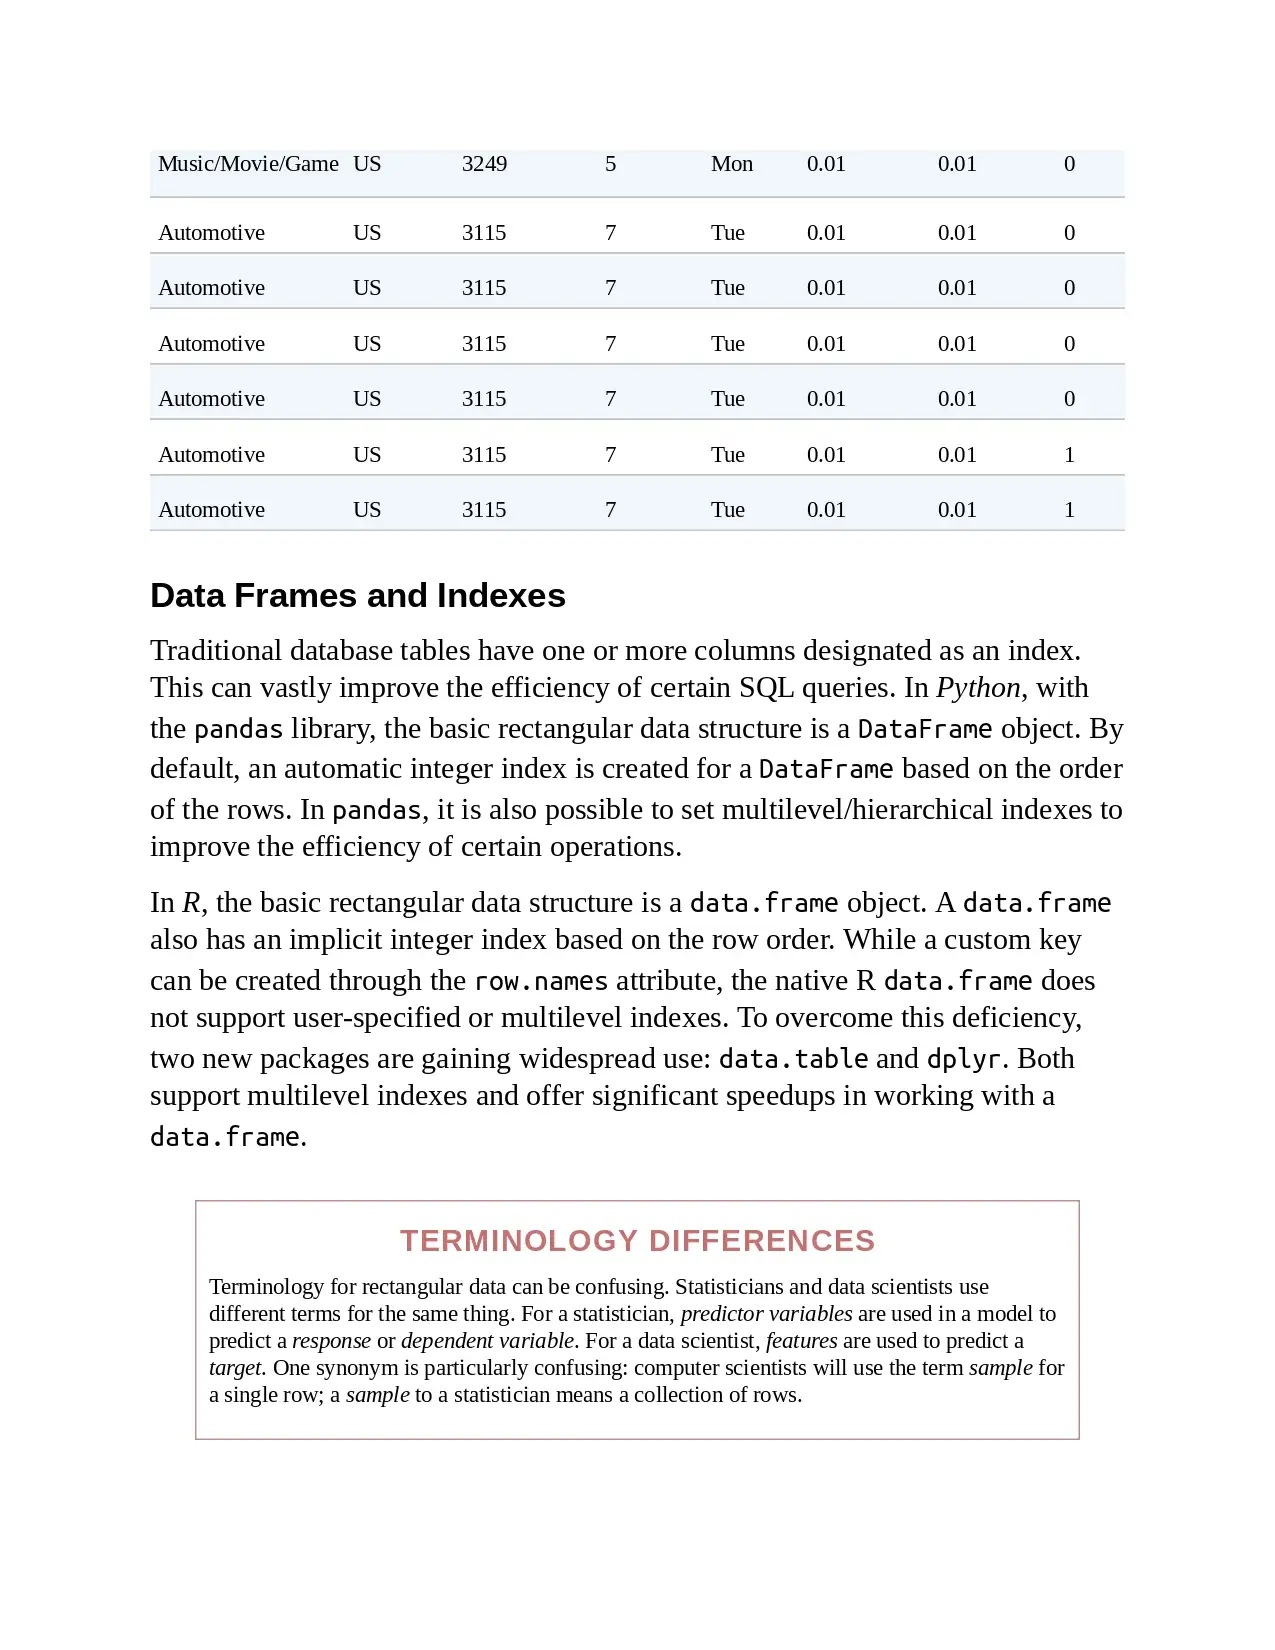 Music/Movie/Game US 3249 5 Mon 0.01 0.01 0
Automotive US 3115 7 Tue 0.01 0.01 0
Automotive US 3115 7 Tue 0.01 0.01 0
Automotive US 3115 7 Tue 0.01 0.01 0
Automotive US 3115 7 Tue 0.01 0.01 0
Automotive US 3115 7 Tue 0.01 0.01 1
Automotive US 3115 7 Tue 0.01 0.01 1
Data Frames and Indexes
Traditional database tables have one or more columns designated as an index.
This can vastly improve the efficiency of certain SQL queries. In Python, with
the pandas library, the basic rectangular data structure is a DataFrame object. By
default, an automatic integer index is created for a DataFrame based on the order
of the rows. In pandas, it is also possible to set multilevel/hierarchical indexes to
improve the efficiency of certain operations.
In R, the basic rectangular data structure is a data.frame object. A data.frame
also has an implicit integer index based on the row order. While a custom key
can be created through the row.names attribute, the native R data.frame does
not support user-specified or multilevel indexes. To overcome this deficiency,
two new packages are gaining widespread use: data.table and dplyr. Both
support multilevel indexes and offer significant speedups in working with a
data.frame.
TERMINOLOGY DIFFERENCES
Terminology for rectangular data can be confusing. Statisticians and data scientists use
different terms for the same thing. For a statistician, predictor variables are used in a model to
predict a response or dependent variable. For a data scientist, features are used to predict a
target. One synonym is particularly confusing: computer scientists will use the term sample for
a single row; a sample to a statistician means a collection of rows.